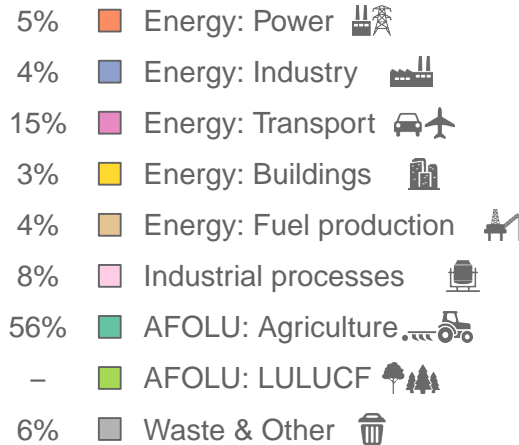 5% Energy: Power
4% Energy: Industry
15% Energy: Transport
3% Energy: Buildings
4% Energy: Fuel production
8% Industrial processes
56% AFOLU: Agriculture
– AFOLU: LULUCF
6% Waste & Other